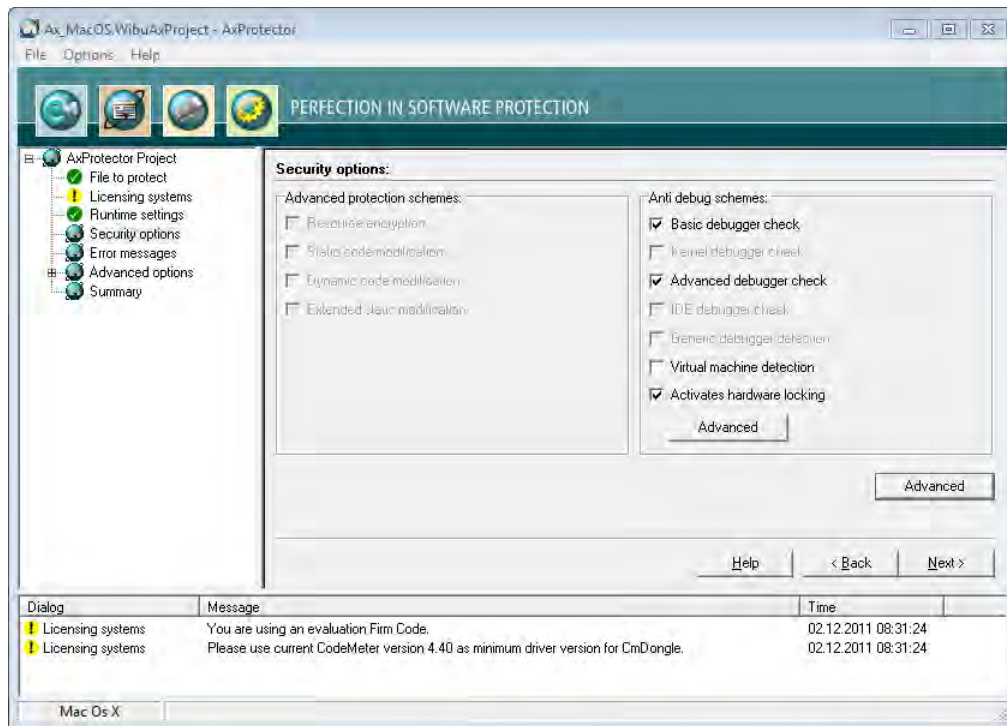 Ax_MacOS.WibuAxProject - AxProtector
File Options Help
PERFECTION IN SOFTWARE PROTECTION
AxProtector Project
File to protect
Licensing systems
Runtime settings
Security options
Error messages
Advanced options
Summary
Security options:
Advanced protection schemes:
Resource encryption
Static code modification
Dynamic code modification
Extended static modification
Anti debug schemes:
Basic debugger check
Kernel debugger check
Advanced debugger check
IDE debugger check
Generic debugger detection
Virtual machine detection
Activates hardware locking
Advanced
Advanced
Help < Back Next >
Dialog Message Time
Licensing systems You are using an evaluation Firm Code. 02.12.2011 08:31:24
Licensing systems Please use current CodeMeter version 4.40 as minimum driver version for CmDongle. 02.12.2011 08:31:24
Mac Os X